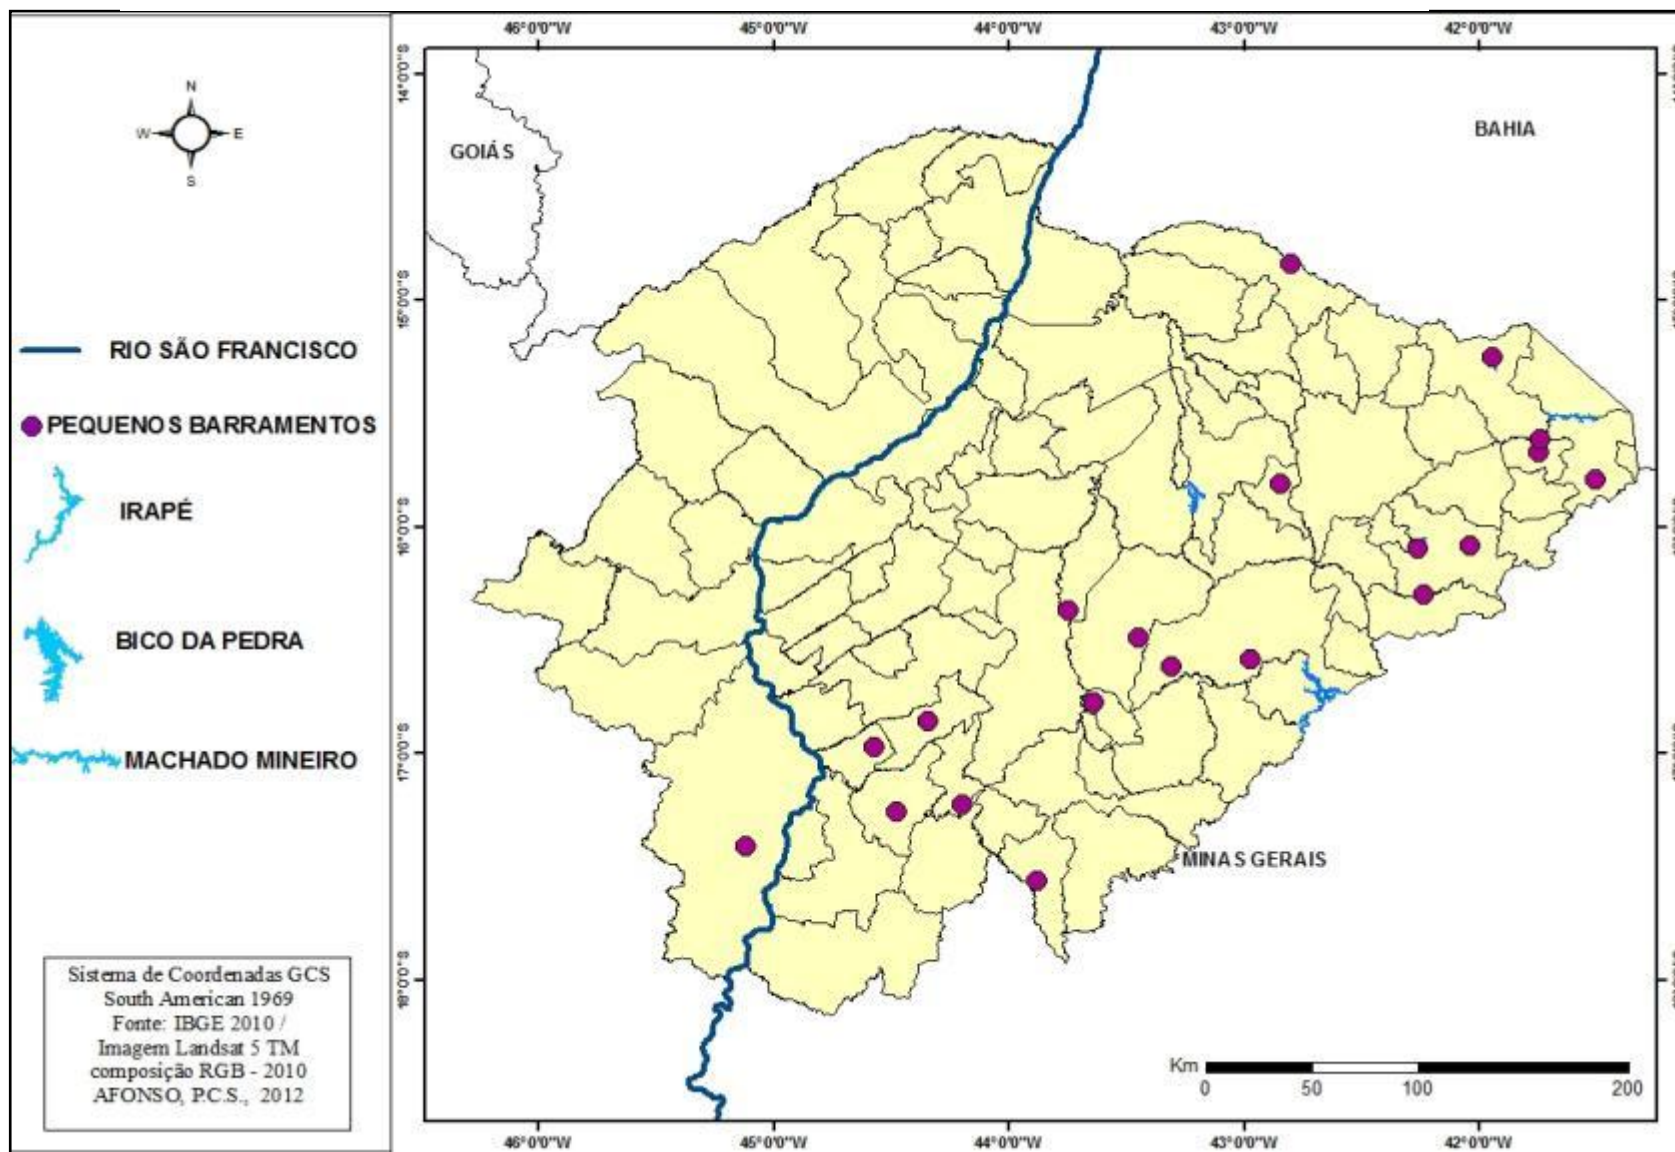 N
W
E
S
RIO SÃO FRANCISCO
PEQUENOS BARRAMENTOS
IRAPÉ
BICO DA PEDRA
MACHADO MINEIRO
Sistema de Coordenadas GCS
South American 1969
Fonte: IBGE 2010 /
Imagem Landsat 5 TM
composição RGB - 2010
AFONSO, P.C.S., 2012
46°0'0"W 45°0'0"W 44°0'0"W 43°0'0"W 42°0'0"W
14°0'0"S
15°0'0"S
16°0'0"S
17°0'0"S
18°0'0"S
GOIÁS
BAHIA
MINAS GERAIS
Km
0 50 100 200
46°0'0"W 45°0'0"W 44°0'0"W 43°0'0"W 42°0'0"W